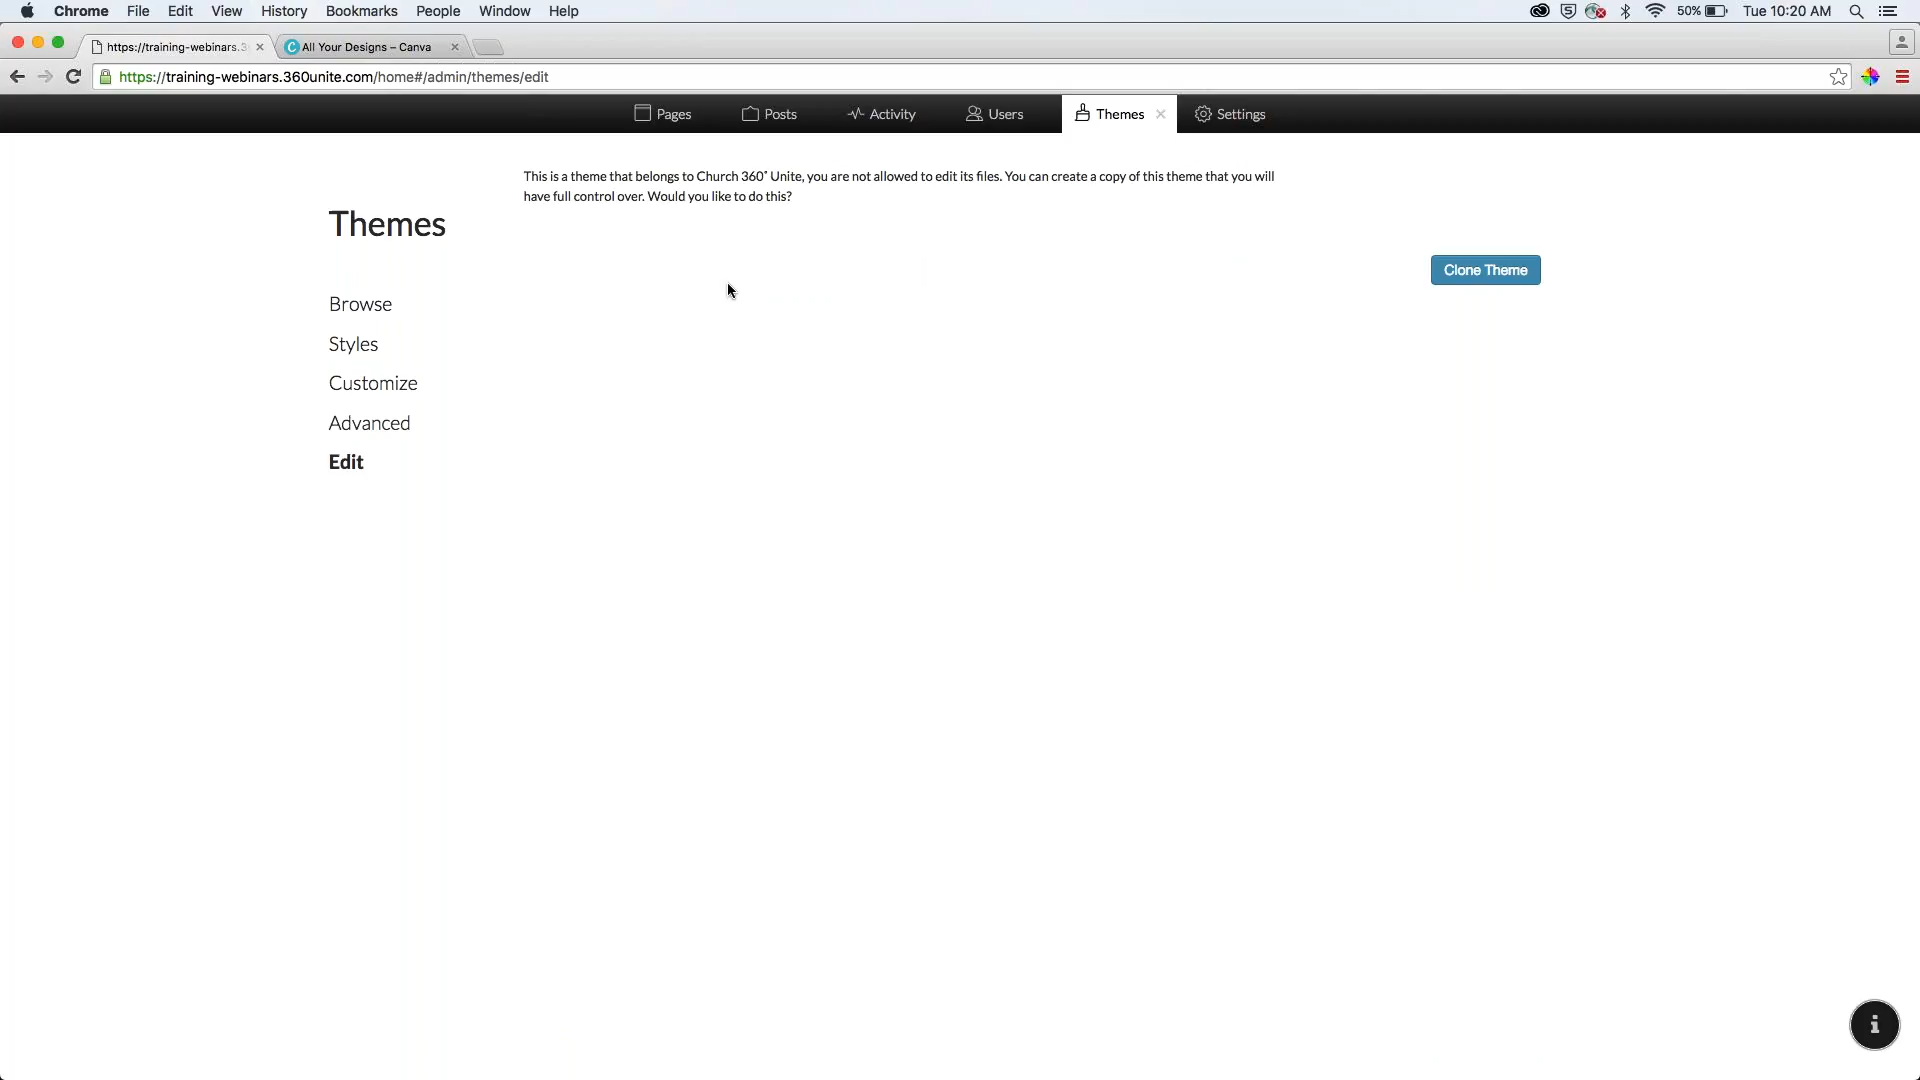 Chrome File Edit View History Bookmarks People Window Help 50% Tue 10:20 AM
https://training-webinars.3 All Your Designs – Canva
https://training-webinars.360unite.com/home#/admin/themes/edit
Pages Posts Activity Users Themes Settings
This is a theme that belongs to Church 360° Unite, you are not allowed to edit its files. You can create a copy of this theme that you will
have full control over. Would you like to do this?
Themes
Clone Theme
Browse
Styles
Customize
Advanced
Edit